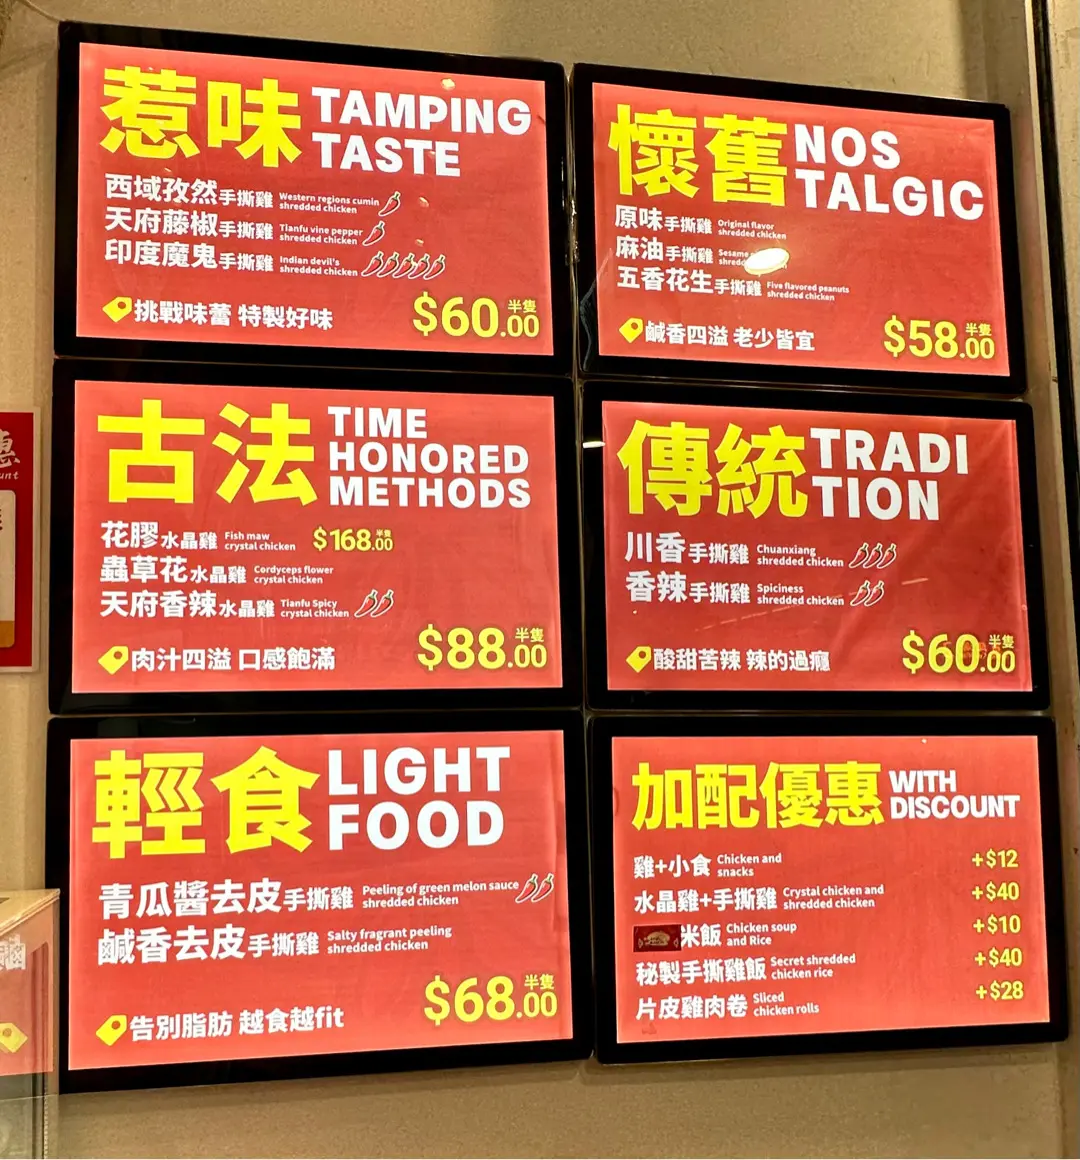 惹味 TAMPING
TASTE
西域孜然手撕雞 Western regions cumin
shredded chicken
天府藤椒手撕雞 Tianfu vine pepper
shredded chicken
印度魔鬼手撕雞 Indian devil's
shredded chicken
挑戰味蕾 特製好味
$60.00 半隻
懷舊 NOS
TALGIC
原味手撕雞 Original flavor
shredded chicken
麻油手撕雞 Sesame
五香花生手撕雞 Five flavored peanuts
shredded chicken
鹹香四溢 老少皆宜
$58.00 半隻
古法 TIME
HONORED
METHODS
花膠水晶雞 Fish maw
crystal chicken $168.00 半隻
蟲草花水晶雞 Cordyceps flower
crystal chicken
天府香辣水晶雞 Tianfu Spicy
crystal chicken
肉汁四溢 口感飽滿
$88.00 半隻
傳統 TRADI
TION
川香手撕雞 Chuanxiang
shredded chicken
香辣手撕雞 Spiciness
shredded chicken
酸甜苦辣 辣的過癮
$60.00 半隻
輕食 LIGHT
FOOD
青瓜醬去皮手撕雞 Peeling of green melon sauce
shredded chicken
鹹香去皮手撕雞 Salty fragrant peeling
shredded chicken
告別脂肪 越食越fit
$68.00 半隻
加配優惠 WITH
DISCOUNT
雞+小食 Chicken and
snacks +$12
水晶雞+手撕雞 Crystal chicken and
shredded chicken +$40
米飯 Chicken soup
and Rice +$10
秘製手撕雞飯 Secret shredded
chicken rice +$40
片皮雞肉卷 Sliced
chicken rolls +$28
惠